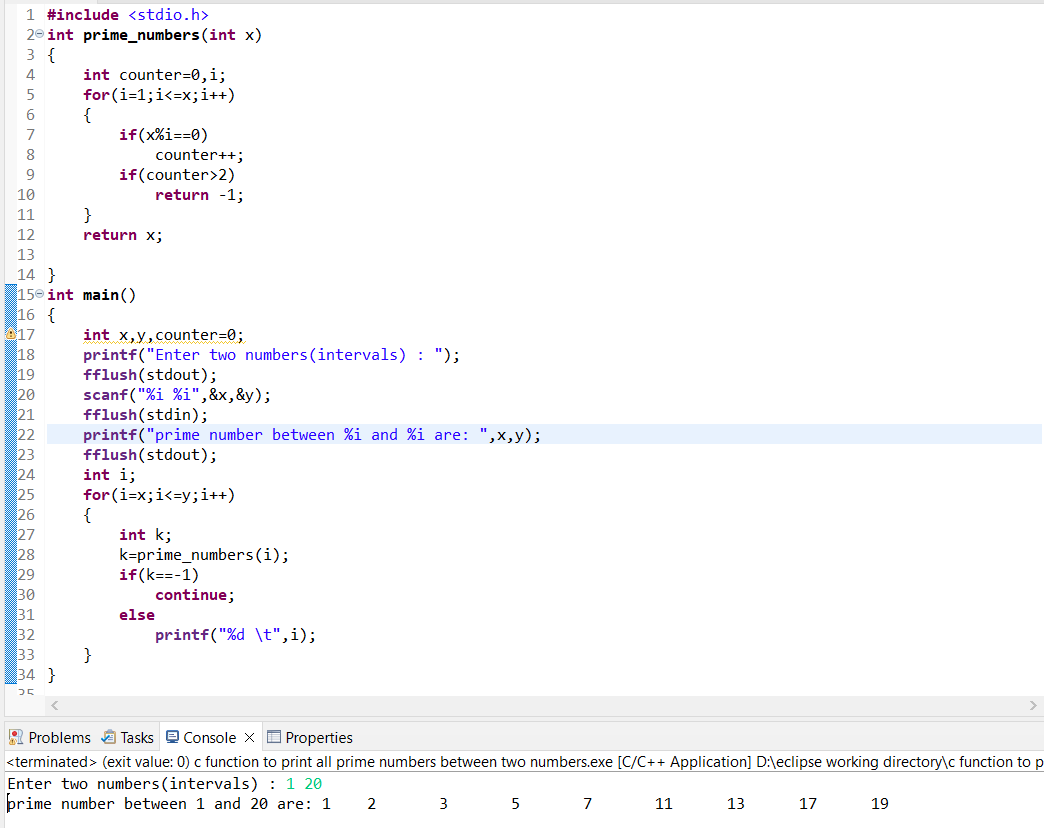 1 #include <stdio.h>
2 int prime_numbers(int x)
3 {
4     int counter=0,i;
5     for(i=1;i<=x;i++)
6     {
7         if(x%i==0)
8             counter++;
9         if(counter>2)
10             return -1;
11     }
12     return x;
13
14 }
15 int main()
16 {
17     int x,y,counter=0;
18     printf("Enter two numbers(intervals) : ");
19     fflush(stdout);
20     scanf("%i %i",&x,&y);
21     fflush(stdin);
22     printf("prime number between %i and %i are: ",x,y);
23     fflush(stdout);
24     int i;
25     for(i=x;i<=y;i++)
26     {
27         int k;
28         k=prime_numbers(i);
29         if(k==-1)
30             continue;
31         else
32             printf("%d \t",i);
33     }
34 }
35
Problems Tasks Console Properties
<terminated> (exit value: 0) c function to print all prime numbers between two numbers.exe [C/C++ Application] D:\eclipse working directory\c function to p
Enter two numbers(intervals) : 1 20
prime number between 1 and 20 are: 1 2 3 5 7 11 13 17 19